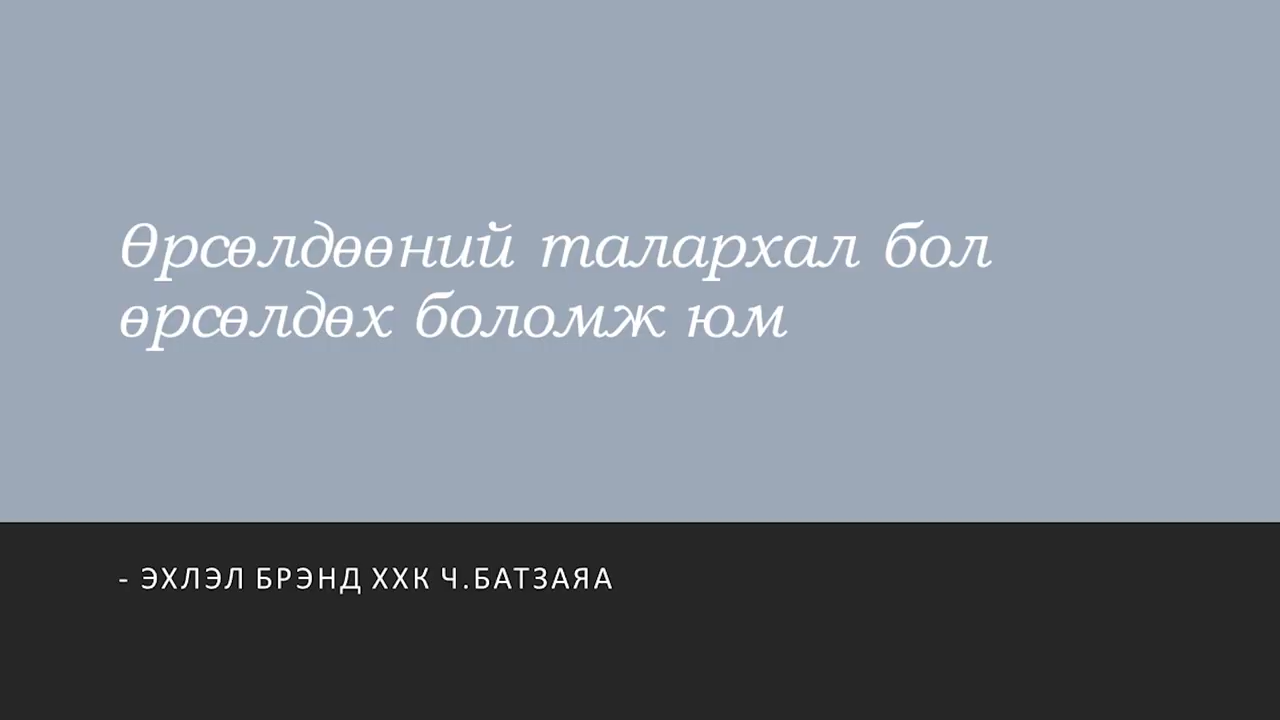 Өрсөлдөөний талархал бол
өрсөлдөх боломж юм
- ЭХЛЭЛ БРЭНД ХХК Ч.БАТЗАЯА